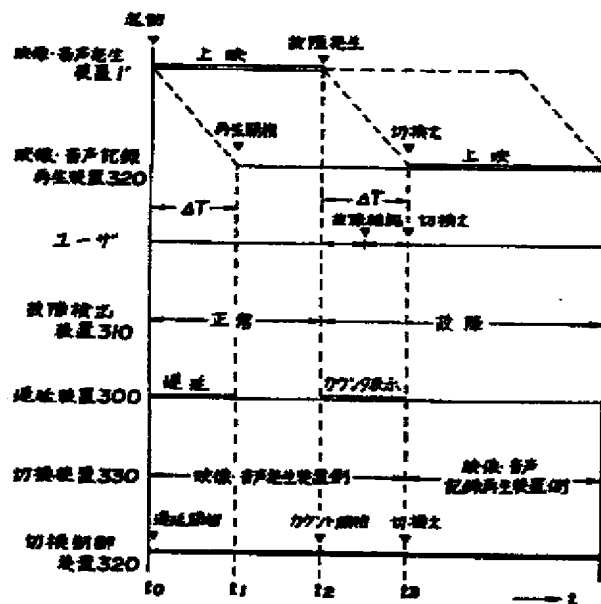 起動
映像・音声発生
装置1'
上映
故障発生
再生開始
切換え
映像・音声記録
再生装置320
上映
ΔT
ΔT
ユーザ
故障確認
切換え
故障検出
装置310
正常
故障
遅延装置300
遅延
カウンタ表示
切換装置330
映像・音声発生装置側
映像・音声
記録再生装置側
切換制御
装置320
遅延開始
カウント開始
切換え
t0
t1
t2
t3
t